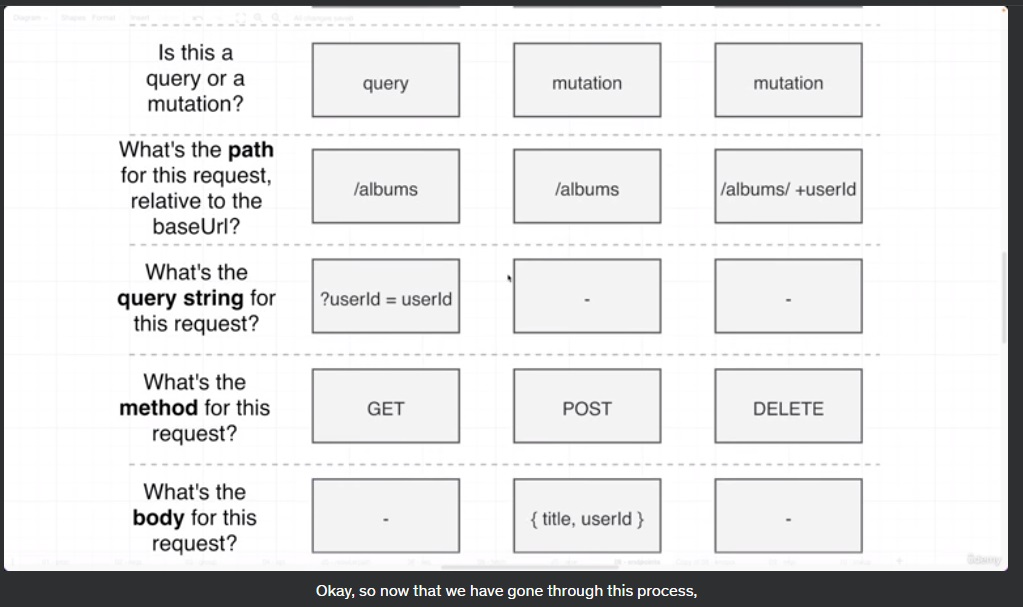 Is this a
query or a
mutation?
query
mutation
mutation
What's the path
for this request,
relative to the
baseUrl?
/albums
/albums
/albums/ +userId
What's the
query string for
this request?
?userId = userId
-
-
What's the
method for this
request?
GET
POST
DELETE
What's the
body for this
request?
-
{ title, userId }
-
Udemy
Okay, so now that we have gone through this process,